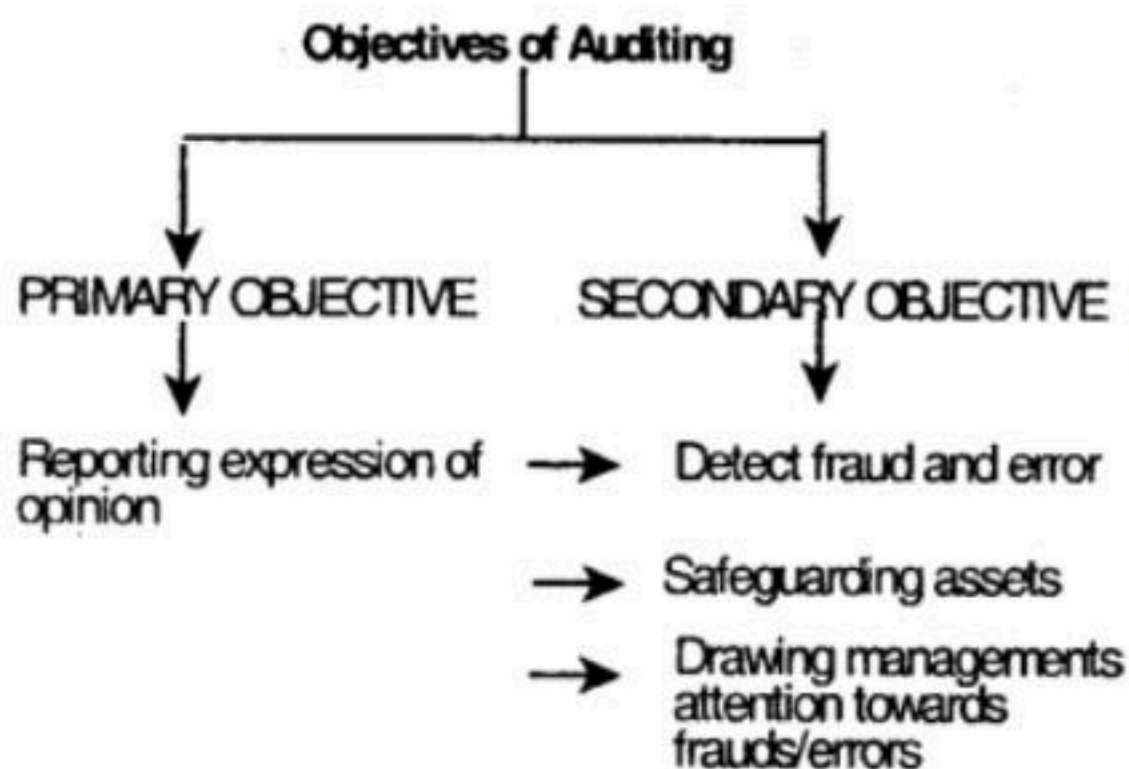 Objectives of Auditing
PRIMARY OBJECTIVE
SECONDARY OBJECTIVE
Reporting expression of
opinion
Detect fraud and error
Safeguarding assets
Drawing managements
attention towards
frauds/errors